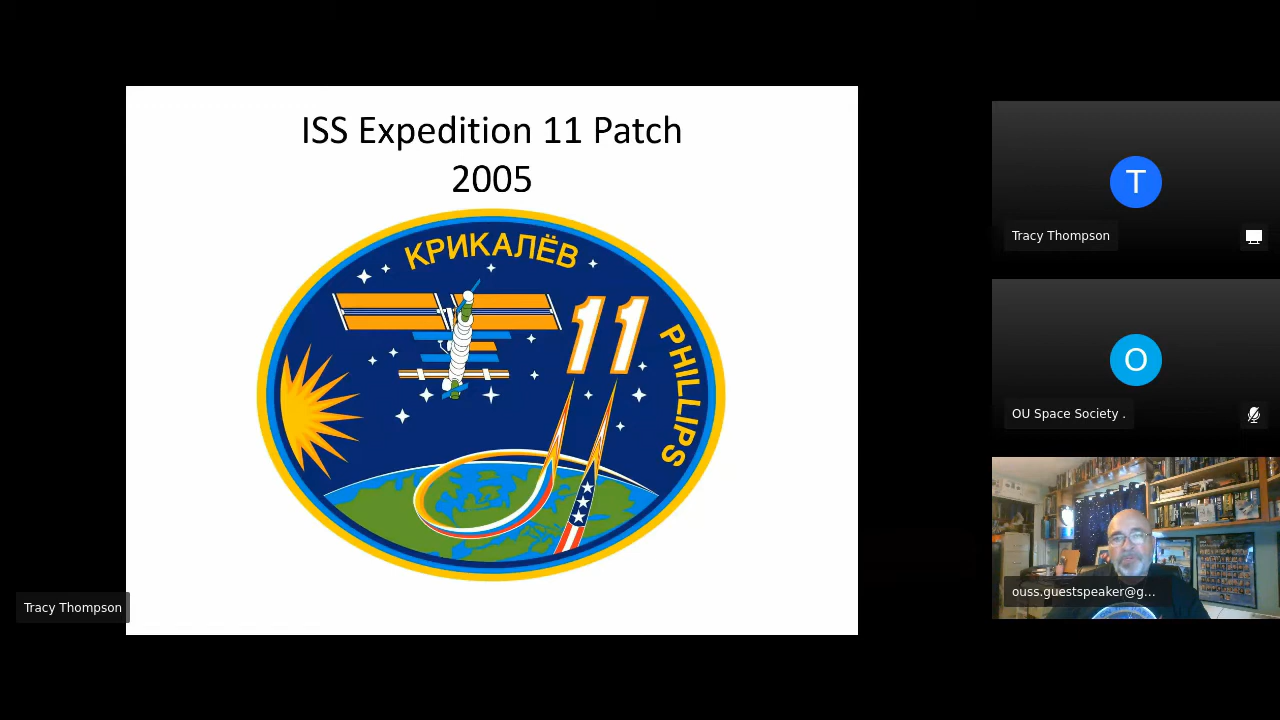 ISS Expedition 11 Patch
2005
КРИКАЛЁВ
11
PHILLIPS
Tracy Thompson
T
Tracy Thompson
O
OU Space Society .
ouss.guestspeaker@g...